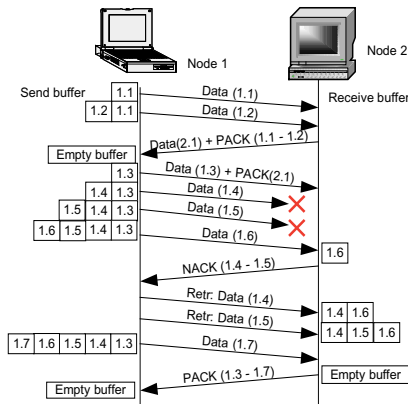 Node 1
Node 2
Send buffer
Receive buffer
1.1
Data (1.1)
1.2 1.1
Data (1.2)
Data(2.1) + PACK (1.1 - 1.2)
Empty buffer
1.3
Data (1.3) + PACK(2.1)
1.4 1.3
Data (1.4)
1.5 1.4 1.3
Data (1.5)
1.6 1.5 1.4 1.3
Data (1.6)
1.6
NACK (1.4 - 1.5)
Retr: Data (1.4)
1.4 1.6
Retr: Data (1.5)
1.4 1.5 1.6
1.7 1.6 1.5 1.4 1.3
Data (1.7)
PACK (1.3 - 1.7)
Empty buffer
Empty buffer